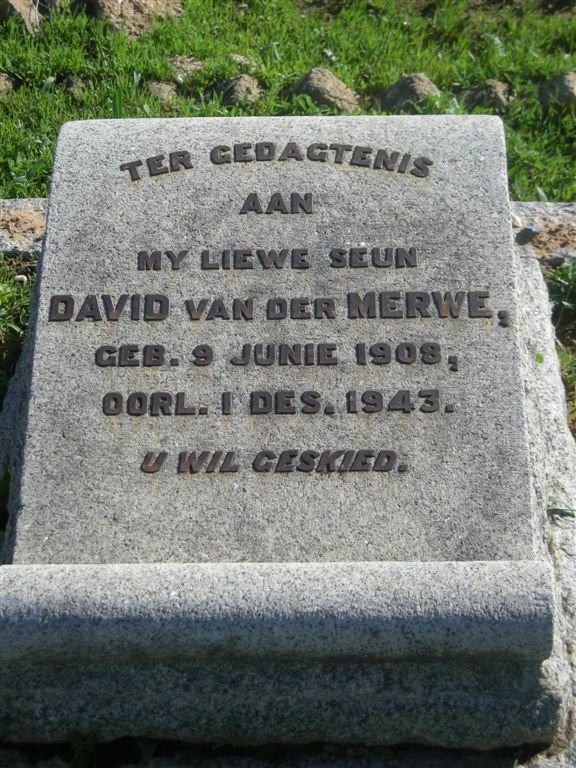 TER GEDAGTENIS
AAN
MY LIEWE SEUN
DAVID VAN DER MERWE,
GEB. 9 JUNIE 1908,
OORL. 1 DES. 1943.
U WIL GESKIED.